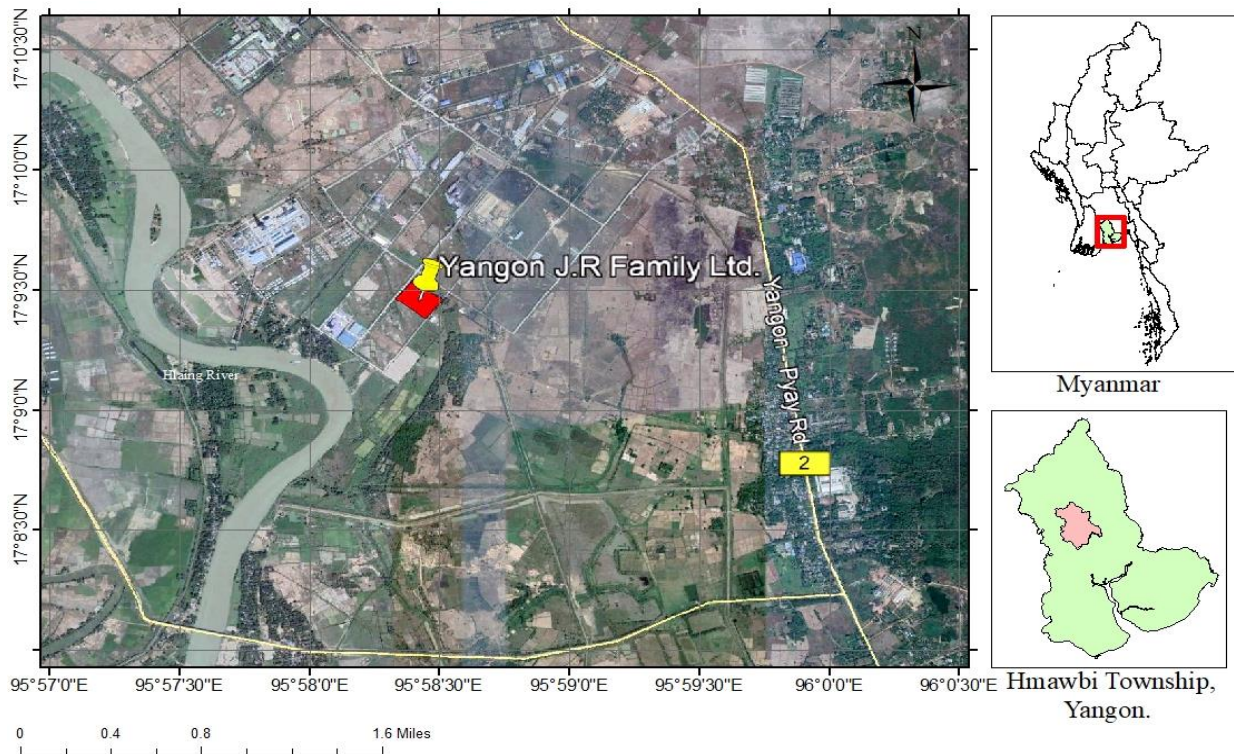 17°10'30"N
17°10'0"N
17°9'30"N
17°9'0"N
17°8'30"N
N
Yangon J.R Family Ltd.
Hlaing River
Yangon - Pyay Rd
2
95°57'0"E
95°57'30"E
95°58'0"E
95°58'30"E
95°59'0"E
95°59'30"E
96°0'0"E
96°0'30"E
0 0.4 0.8 1.6 Miles
Myanmar
Hmawbi Township,
Yangon.